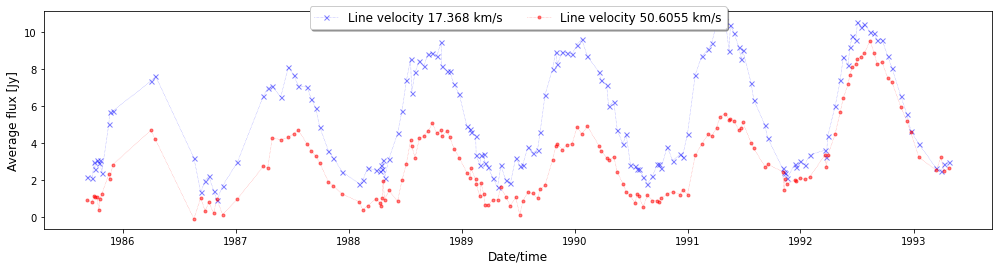 Line velocity 17.368 km/s
Line velocity 50.6055 km/s
Average flux [Jy]
10
8
6
4
2
0
1986 1987 1988 1989 1990 1991 1992 1993
Date/time